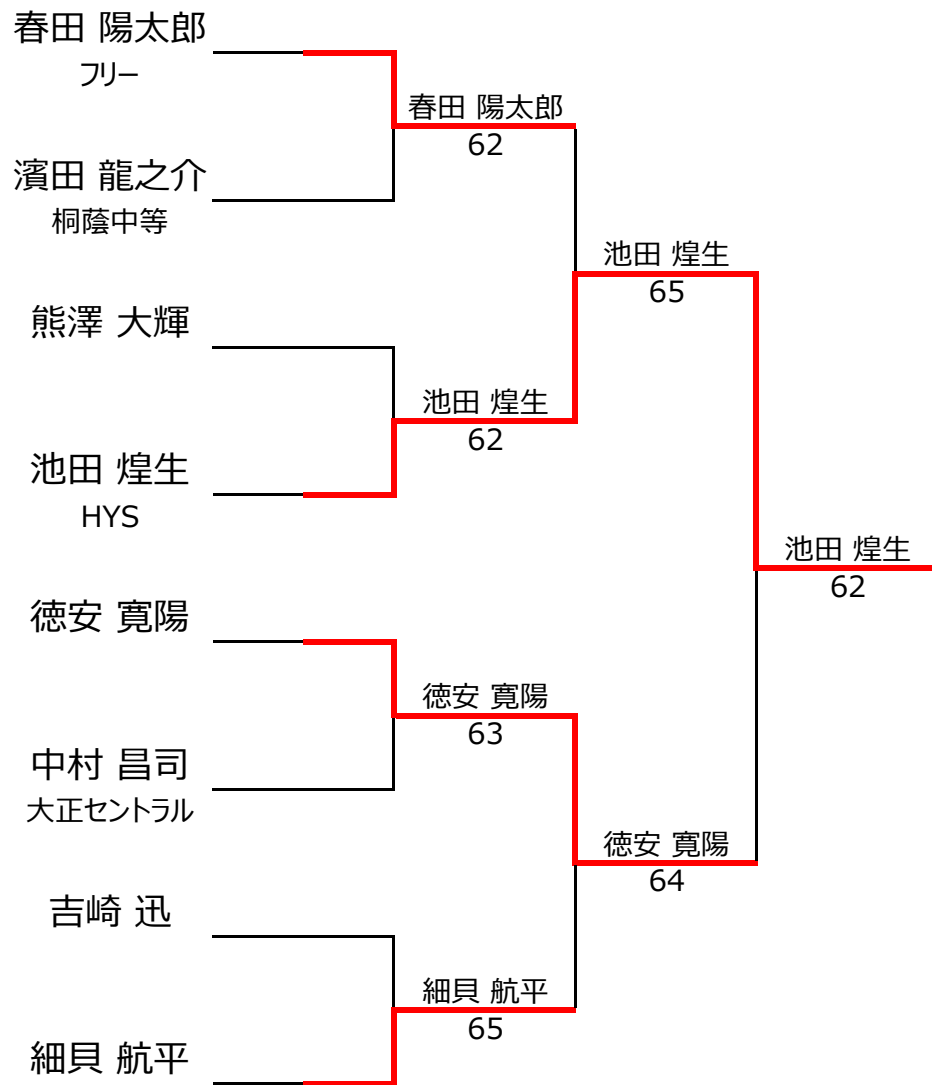 春田 陽太郎
フリー
春田 陽太郎
62
濱田 龍之介
桐蔭中等
池田 煌生
65
熊澤 大輝
池田 煌生
62
池田 煌生
HYS
池田 煌生
62
徳安 寛陽
徳安 寛陽
63
中村 昌司
大正セントラル
徳安 寛陽
64
吉崎 迅
細貝 航平
65
細貝 航平